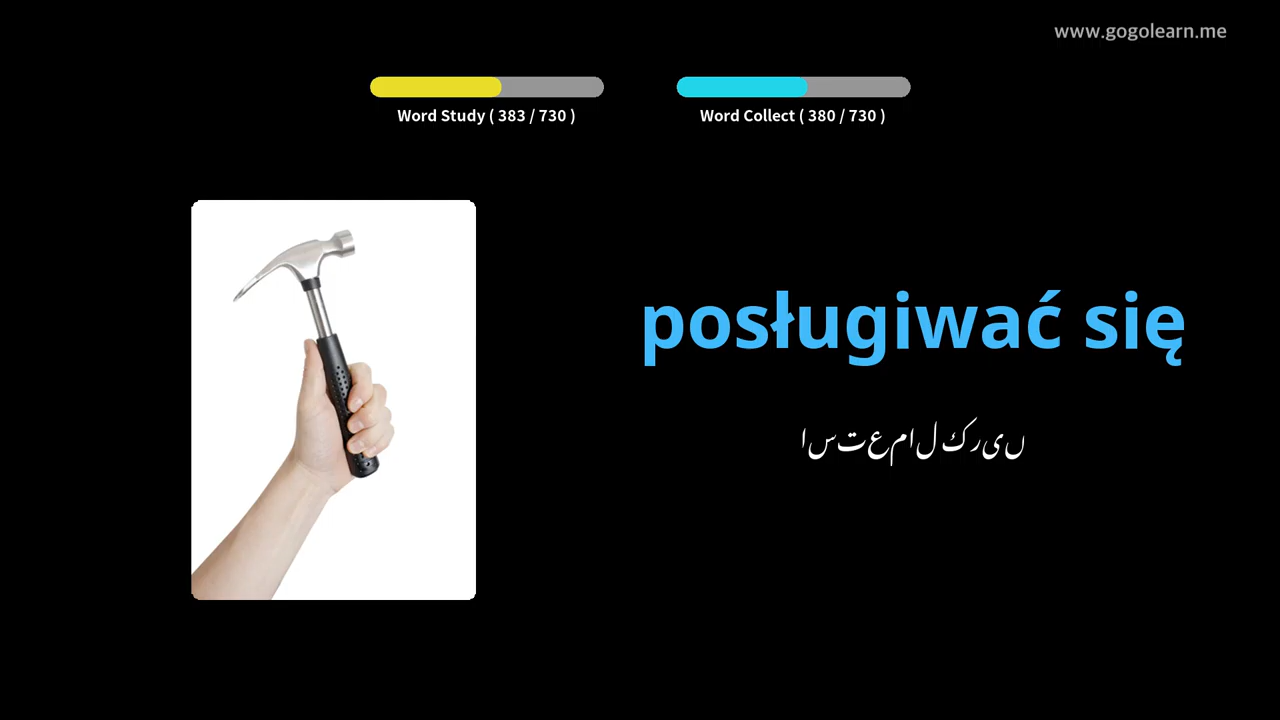 www.gogolearn.me
Word Study ( 383 / 730 )
Word Collect ( 380 / 730 )
posługiwać się
استعمال کریں